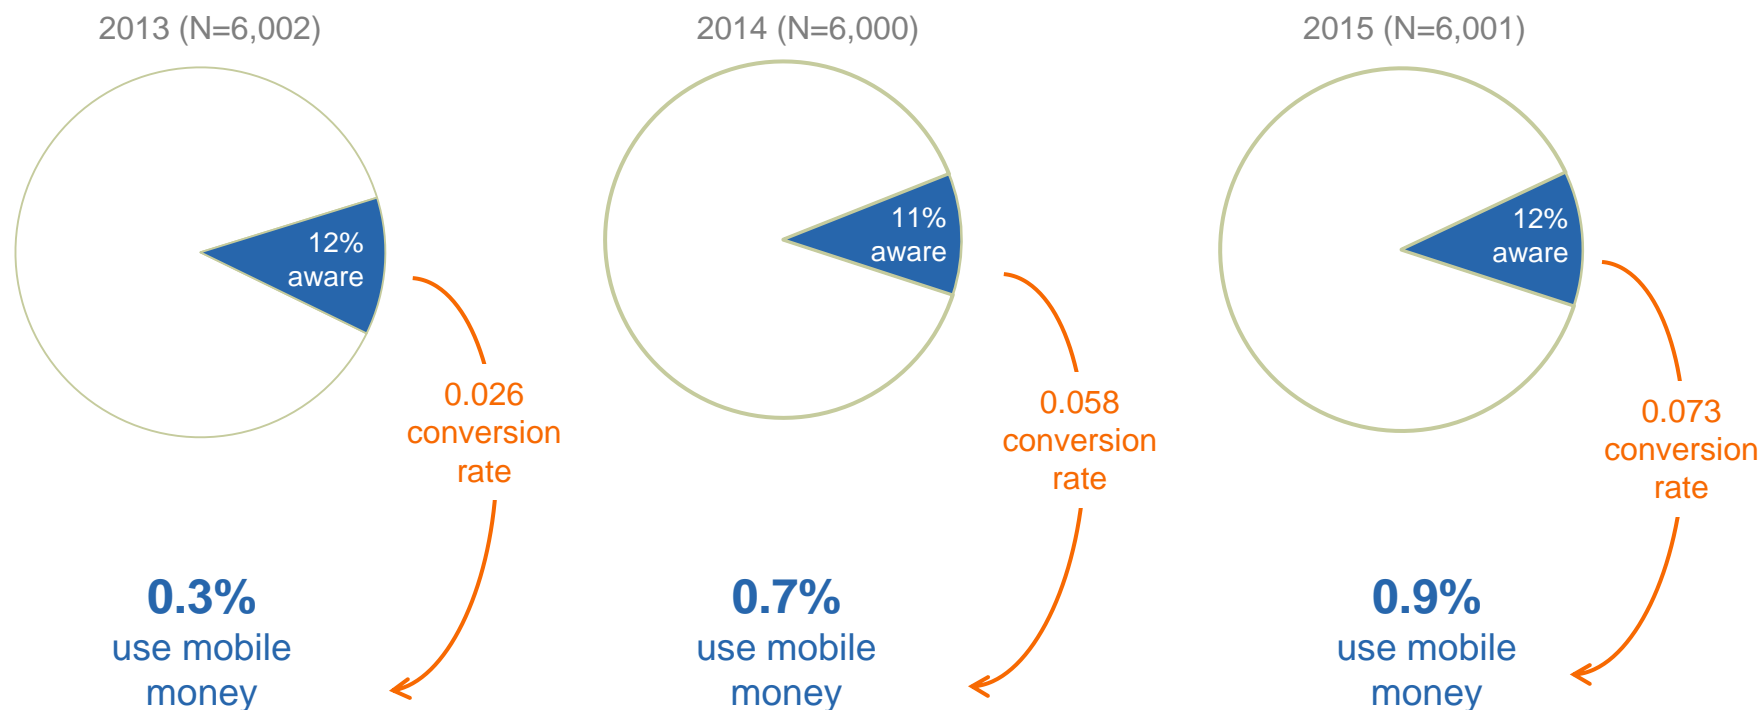 2013 (N=6,002)
12%
aware
0.026
conversion
rate
0.3%
use mobile
money
2014 (N=6,000)
11%
aware
0.058
conversion
rate
0.7%
use mobile
money
2015 (N=6,001)
12%
aware
0.073
conversion
rate
0.9%
use mobile
money